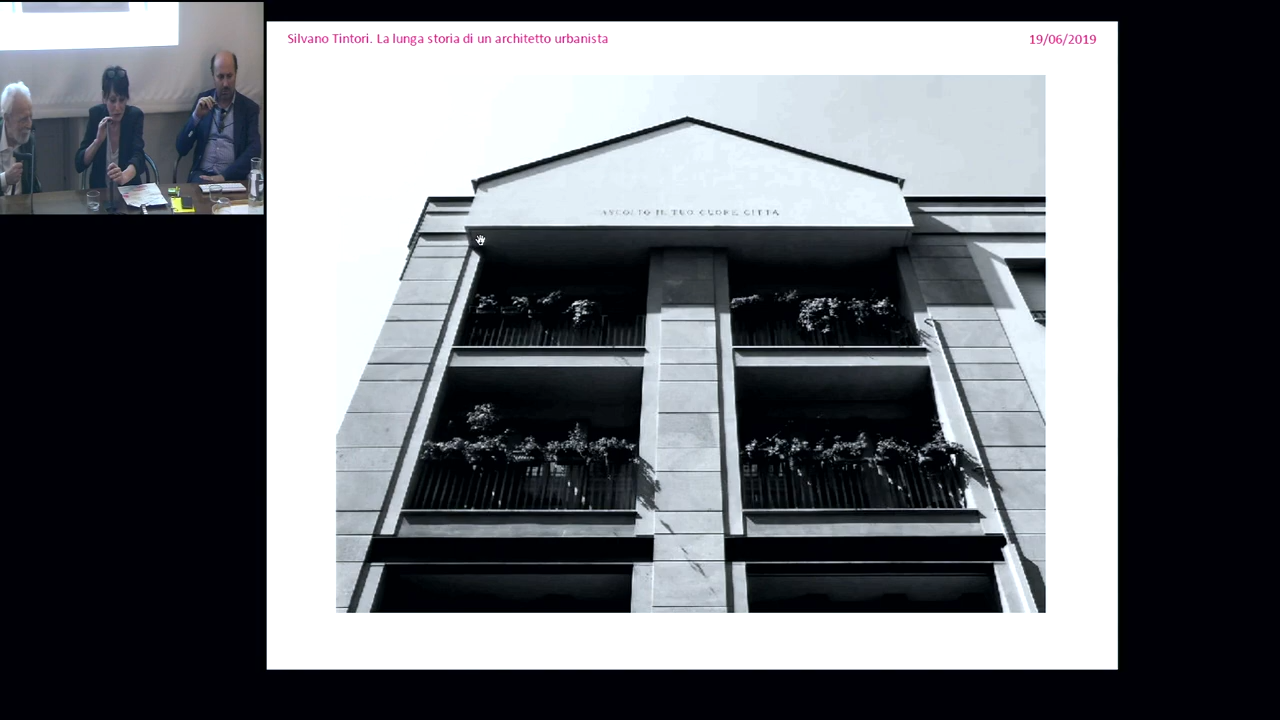 Silvano Tintori. La lunga storia di un architetto urbanista
19/06/2019
ASCOLTO IL TUO CUORE, CITTÀ